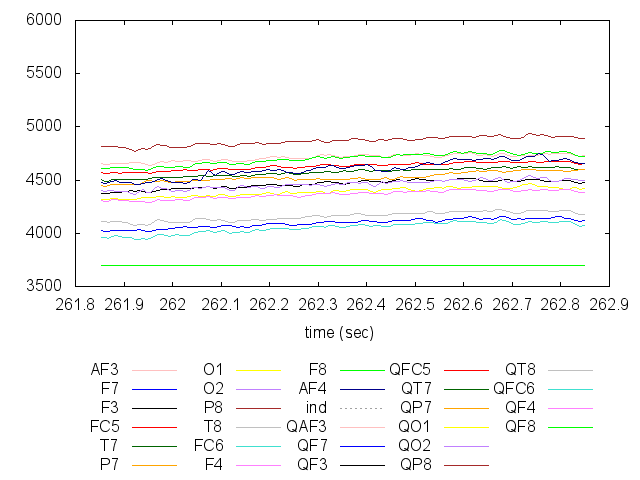 6000
5500
5000
4500
4000
3500
261.8 261.9 262 262.1 262.2 262.3 262.4 262.5 262.6 262.7 262.8 262.9
time (sec)
AF3 O1 F8 QFC5 QT8
F7 O2 AF4 QT7 QFC6
F3 P8 ind QP7 QF4
FC5 T8 QAF3 QO1 QF8
T7 FC6 QF7 QO2
P7 F4 QF3 QP8